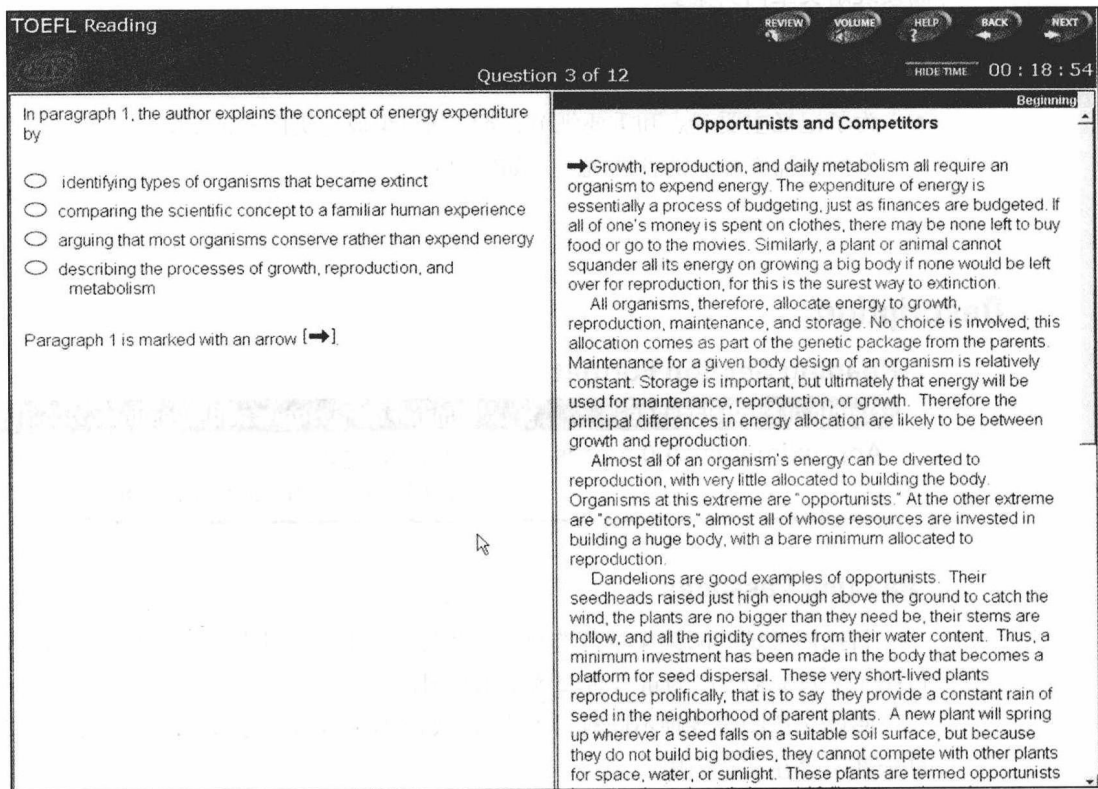 TOEFL Reading
REVIEW
VOLUME
HELP
?
BACK
NEXT
Question 3 of 12
HIDE TIME 00 : 18 : 54
In paragraph 1, the author explains the concept of energy expenditure
by
identifying types of organisms that became extinct
comparing the scientific concept to a familiar human experience
arguing that most organisms conserve rather than expend energy
describing the processes of growth, reproduction, and
metabolism
Paragraph 1 is marked with an arrow [➡].
Beginning
Opportunists and Competitors
➡Growth, reproduction, and daily metabolism all require an
organism to expend energy. The expenditure of energy is
essentially a process of budgeting, just as finances are budgeted. If
all of one's money is spent on clothes, there may be none left to buy
food or go to the movies. Similarly, a plant or animal cannot
squander all its energy on growing a big body if none would be left
over for reproduction, for this is the surest way to extinction.
All organisms, therefore, allocate energy to growth,
reproduction, maintenance, and storage. No choice is involved; this
allocation comes as part of the genetic package from the parents.
Maintenance for a given body design of an organism is relatively
constant. Storage is important, but ultimately that energy will be
used for maintenance, reproduction, or growth. Therefore the
principal differences in energy allocation are likely to be between
growth and reproduction.
Almost all of an organism's energy can be diverted to
reproduction, with very little allocated to building the body.
Organisms at this extreme are "opportunists." At the other extreme
are "competitors," almost all of whose resources are invested in
building a huge body, with a bare minimum allocated to
reproduction.
Dandelions are good examples of opportunists. Their
seedheads raised just high enough above the ground to catch the
wind, the plants are no bigger than they need be, their stems are
hollow, and all the rigidity comes from their water content. Thus, a
minimum investment has been made in the body that becomes a
platform for seed dispersal. These very short-lived plants
reproduce prolifically; that is to say they provide a constant rain of
seed in the neighborhood of parent plants. A new plant will spring
up wherever a seed falls on a suitable soil surface, but because
they do not build big bodies, they cannot compete with other plants
for space, water, or sunlight. These plants are termed opportunists